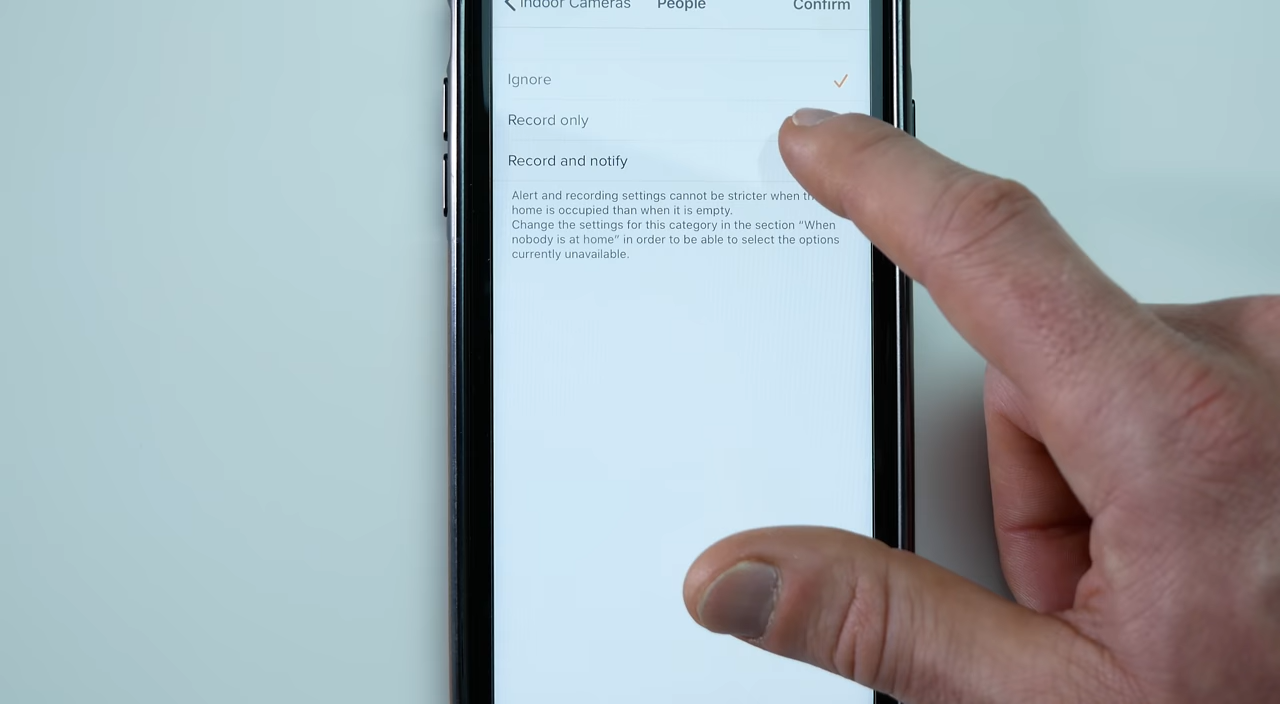 Indoor Cameras People Confirm
Ignore
Record only
Record and notify
Alert and recording settings cannot be stricter when
home is occupied than when it is empty.
Change the settings for this category in the section “When
nobody is at home” in order to be able to select the options
currently unavailable.